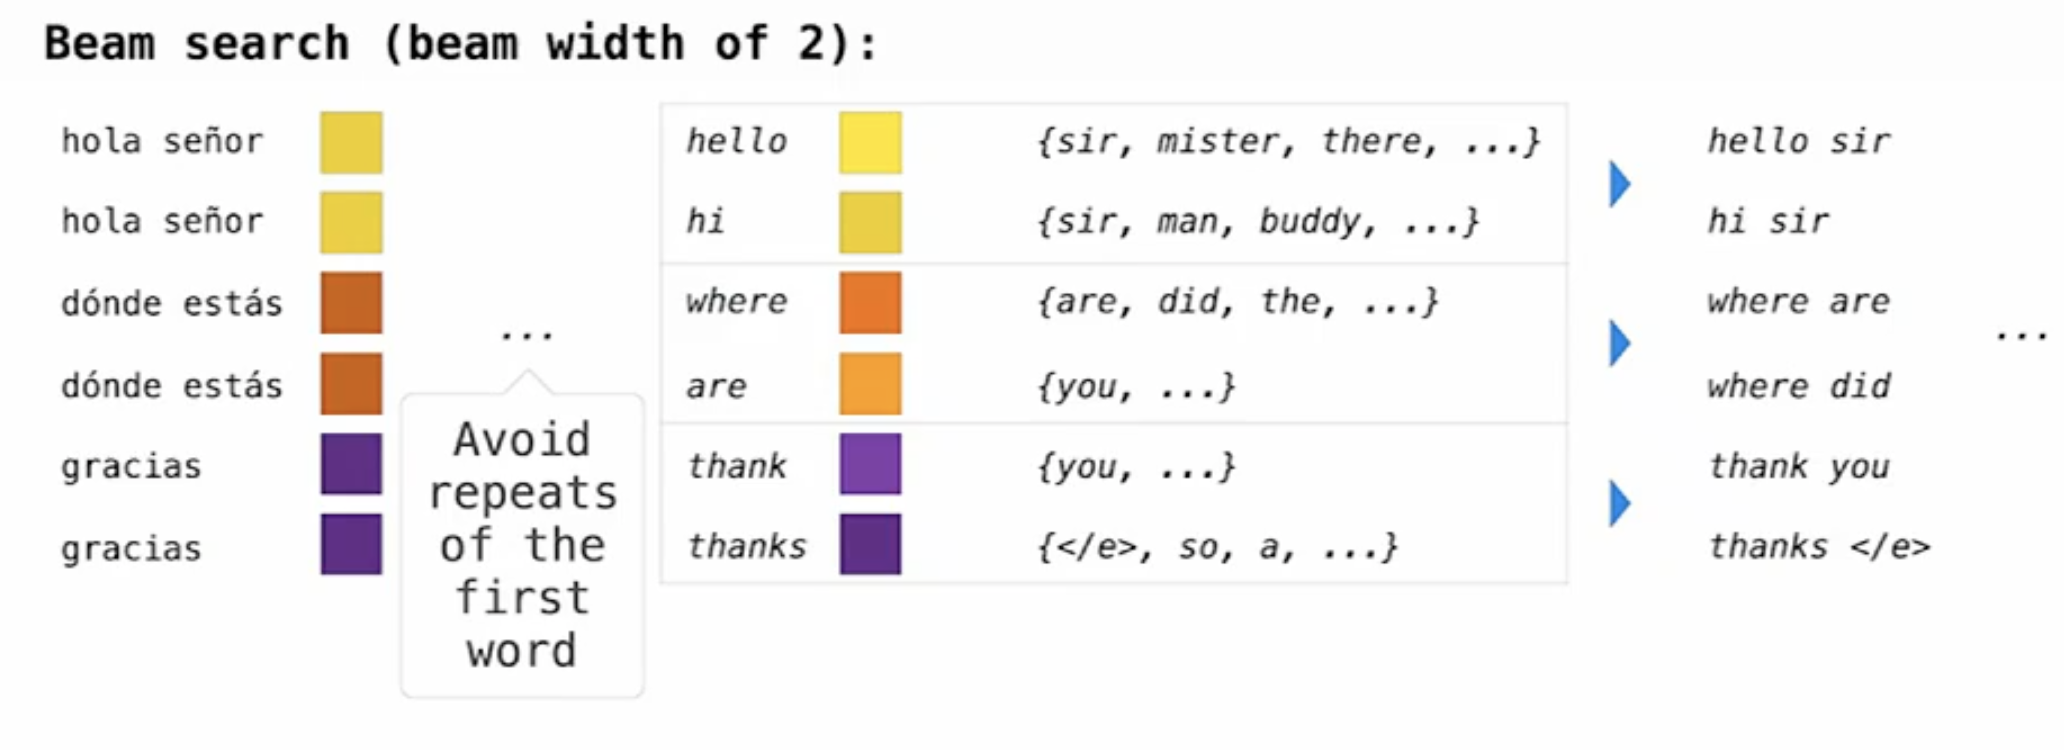 Beam search (beam width of 2):
hola señor hello {sir, mister, there, ...} hello sir
hola señor hi {sir, man, buddy, ...} hi sir
dónde estás where {are, did, the, ...} where are
... ...
dónde estás are {you, ...} where did
gracias thank {you, ...} thank you
gracias thanks {</e>, so, a, ...} thanks </e>
Avoid
repeats
of the
first
word